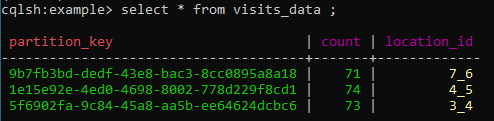 cqlsh:example> select * from visits_data ;
partition_key | count | location_id
--------------------------------------+-------+-------------
9b7fb3bd-dedf-43e8-bac3-8cc0895a8a18 | 71 | 7_6
1e15e92e-4ed0-4698-8002-778d229f8cd1 | 74 | 4_5
5f6902fa-9c84-45a8-aa5b-ee64624dcbc6 | 73 | 3_4